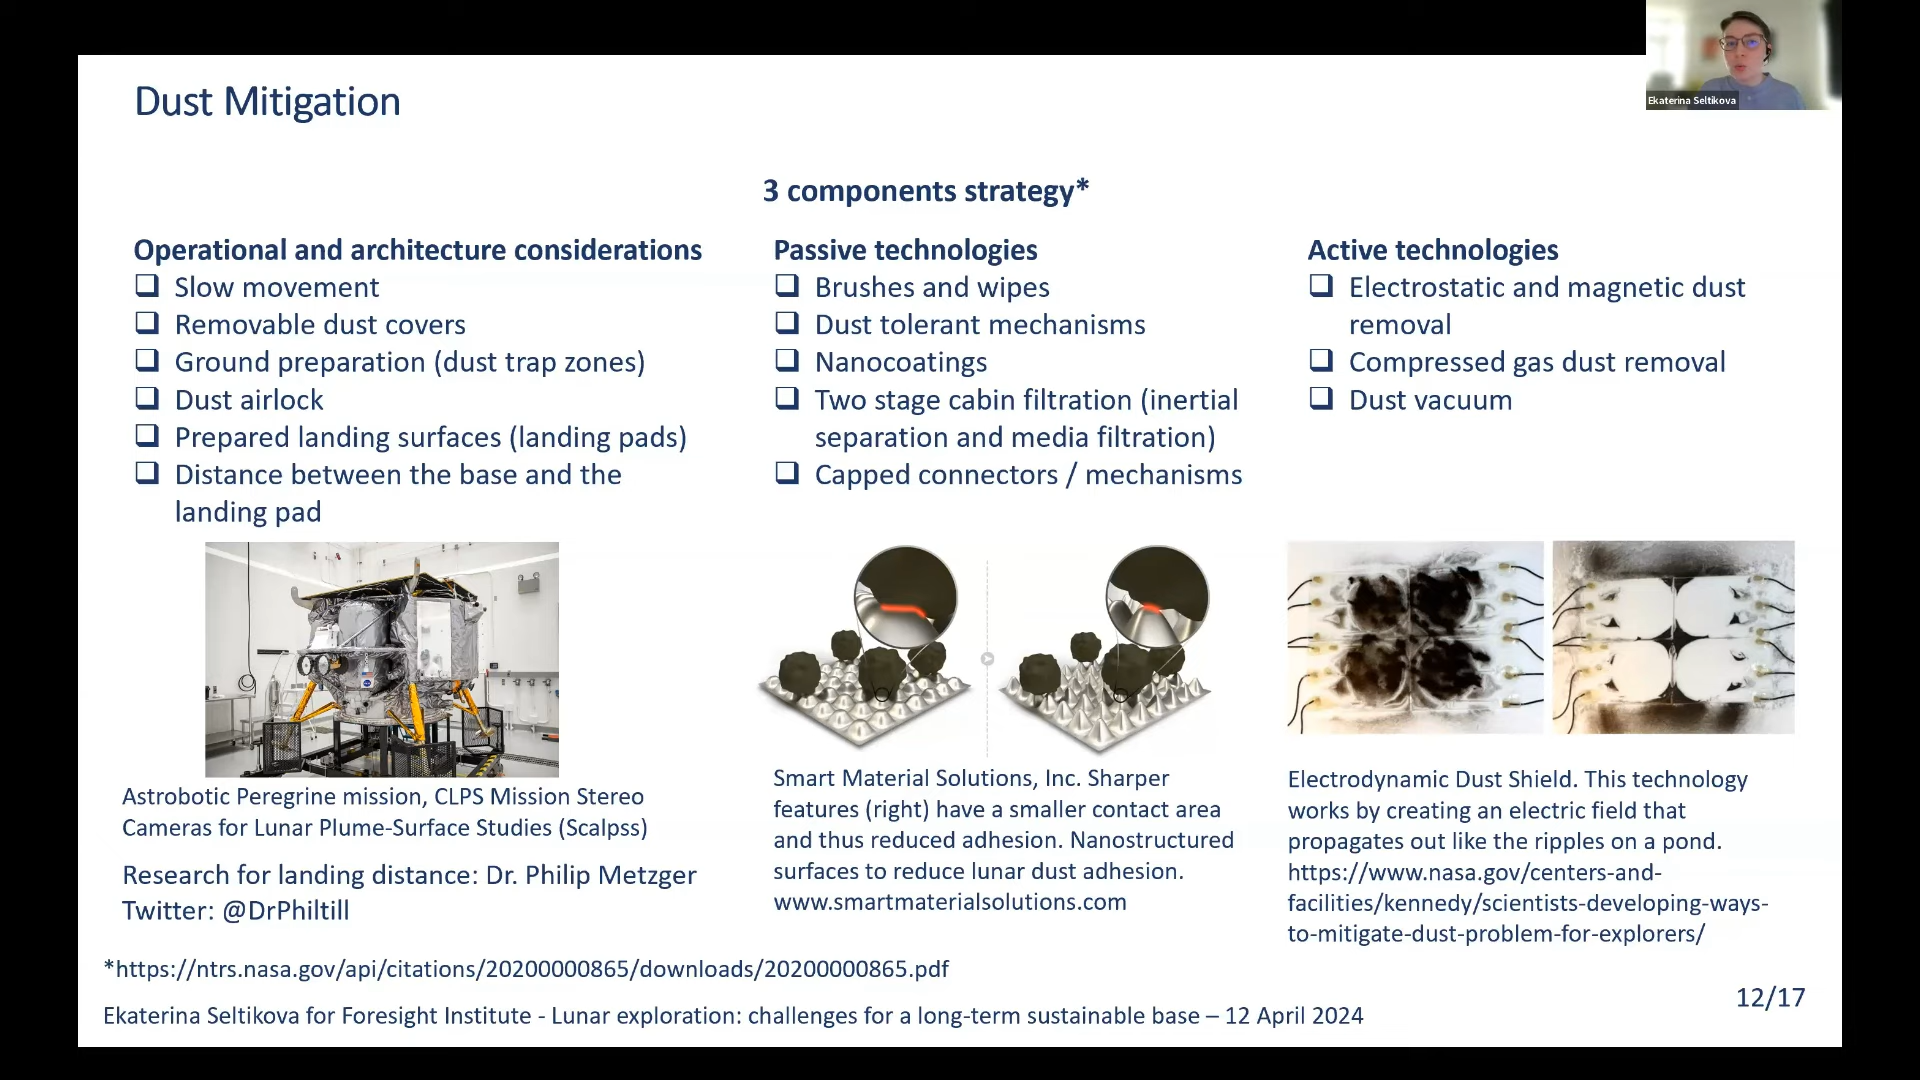 Ekaterina Seltikova
Dust Mitigation
3 components strategy*
Operational and architecture considerations
Slow movement
Removable dust covers
Ground preparation (dust trap zones)
Dust airlock
Prepared landing surfaces (landing pads)
Distance between the base and the
landing pad
Passive technologies
Brushes and wipes
Dust tolerant mechanisms
Nanocoatings
Two stage cabin filtration (inertial
separation and media filtration)
Capped connectors / mechanisms
Active technologies
Electrostatic and magnetic dust
removal
Compressed gas dust removal
Dust vacuum
Astrobotic Peregrine mission, CLPS Mission Stereo
Cameras for Lunar Plume-Surface Studies (Scalpss)
Research for landing distance: Dr. Philip Metzger
Twitter: @DrPhiltill
Smart Material Solutions, Inc. Sharper
features (right) have a smaller contact area
and thus reduced adhesion. Nanostructured
surfaces to reduce lunar dust adhesion.
www.smartmaterialsolutions.com
Electrodynamic Dust Shield. This technology
works by creating an electric field that
propagates out like the ripples on a pond.
https://www.nasa.gov/centers-and-
facilities/kennedy/scientists-developing-ways-
to-mitigate-dust-problem-for-explorers/
*https://ntrs.nasa.gov/api/citations/20200000865/downloads/20200000865.pdf
12/17
Ekaterina Seltikova for Foresight Institute - Lunar exploration: challenges for a long-term sustainable base – 12 April 2024